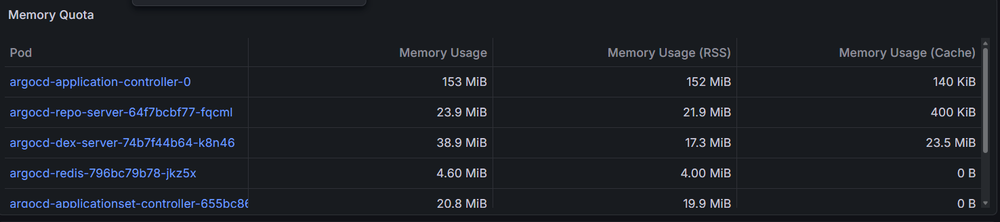 Memory Quota
Pod Memory Usage Memory Usage (RSS) Memory Usage (Cache)
argocd-application-controller-0 153 MiB 152 MiB 140 KiB
argocd-repo-server-64f7bcbf77-fqcml 23.9 MiB 21.9 MiB 400 KiB
argocd-dex-server-74b7f44b64-k8n46 38.9 MiB 17.3 MiB 23.5 MiB
argocd-redis-796bc79b78-jkz5x 4.60 MiB 4.00 MiB 0 B
argocd-applicationset-controller-655bc86 20.8 MiB 19.9 MiB 0 B